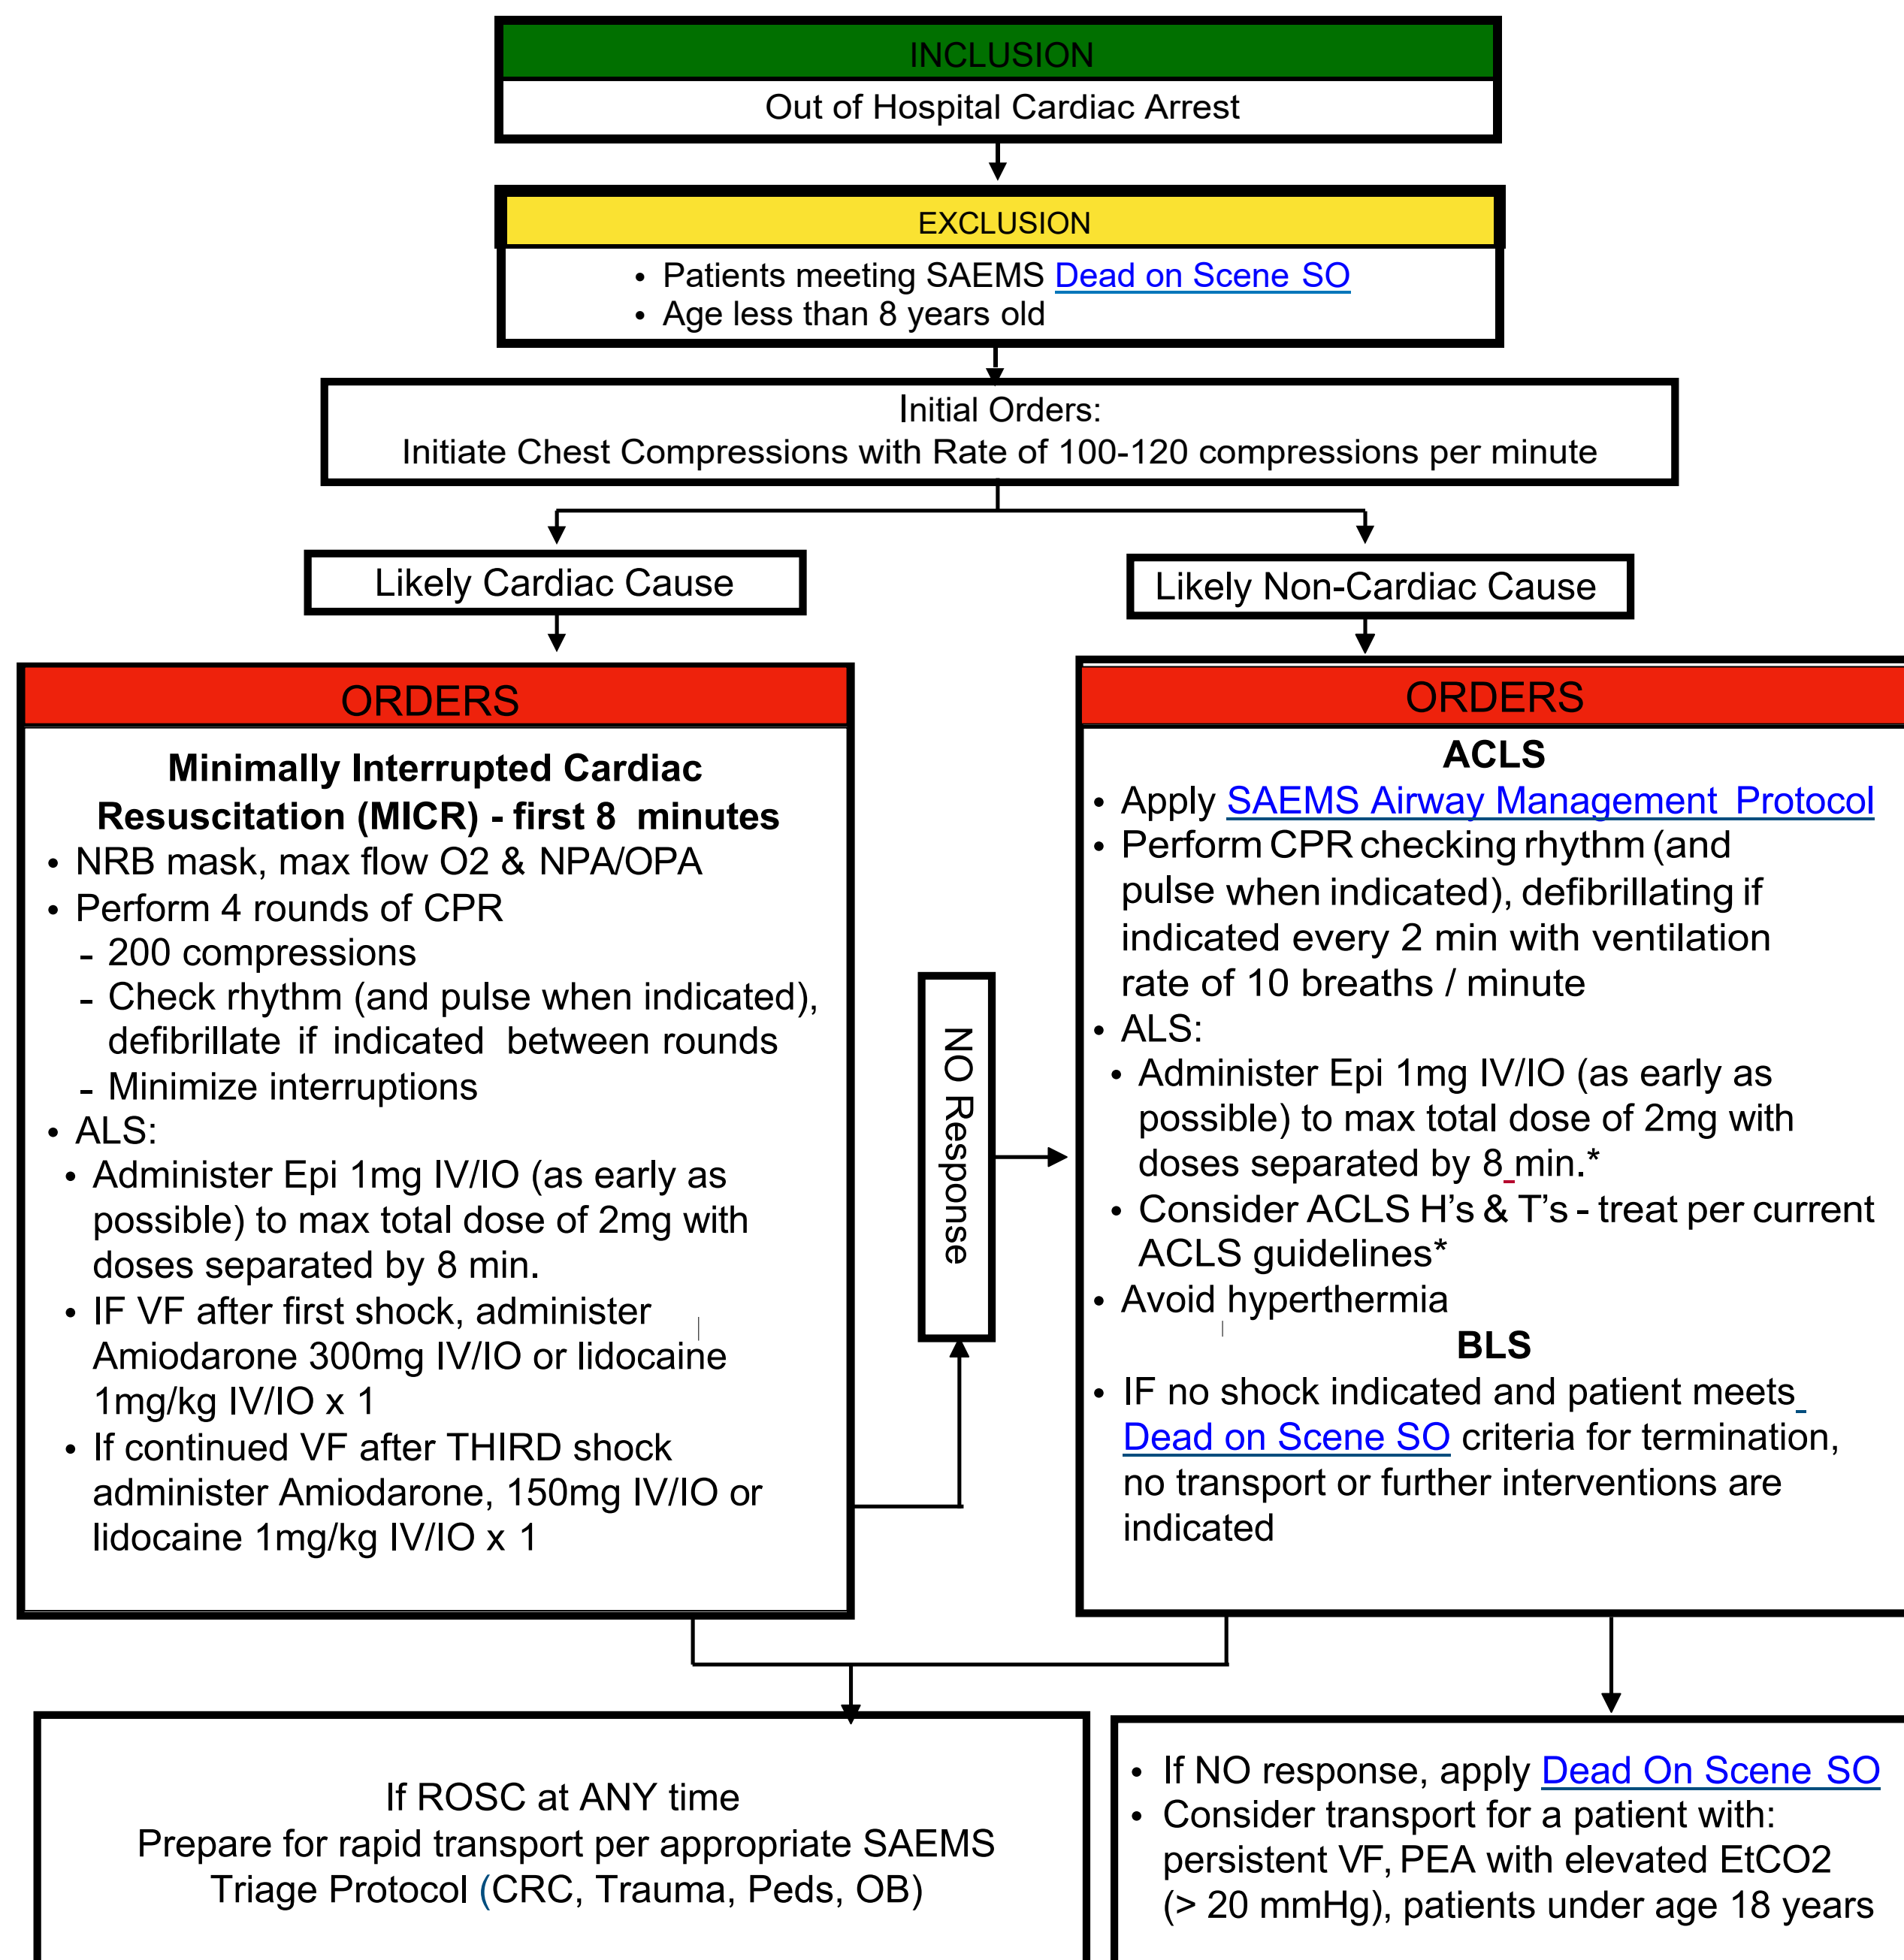 INCLUSION
Out of Hospital Cardiac Arrest
EXCLUSION
• Patients meeting SAEMS Dead on Scene SO
• Age less than 8 years old
Initial Orders:
Initiate Chest Compressions with Rate of 100-120 compressions per minute
Likely Cardiac Cause
Likely Non-Cardiac Cause
ORDERS
Minimally Interrupted Cardiac
Resuscitation (MICR) - first 8 minutes
• NRB mask, max flow O2 & NPA/OPA
• Perform 4 rounds of CPR
- 200 compressions
- Check rhythm (and pulse when indicated),
defibrillate if indicated between rounds
- Minimize interruptions
• ALS:
• Administer Epi 1mg IV/IO (as early as
possible) to max total dose of 2mg with
doses separated by 8 min.
• IF VF after first shock, administer
Amiodarone 300mg IV/IO or lidocaine
1mg/kg IV/IO x 1
• If continued VF after THIRD shock
administer Amiodarone, 150mg IV/IO or
lidocaine 1mg/kg IV/IO x 1
NO Response
ORDERS
ACLS
• Apply SAEMS Airway Management Protocol
• Perform CPR checking rhythm (and
pulse when indicated), defibrillating if
indicated every 2 min with ventilation
rate of 10 breaths / minute
• ALS:
• Administer Epi 1mg IV/IO (as early as
possible) to max total dose of 2mg with
doses separated by 8 min.*
• Consider ACLS H's & T's - treat per current
ACLS guidelines*
• Avoid hyperthermia
BLS
• IF no shock indicated and patient meets
Dead on Scene SO criteria for termination,
no transport or further interventions are
indicated
If ROSC at ANY time
Prepare for rapid transport per appropriate SAEMS
Triage Protocol (CRC, Trauma, Peds, OB)
• If NO response, apply Dead On Scene SO
• Consider transport for a patient with:
persistent VF, PEA with elevated EtCO2
(> 20 mmHg), patients under age 18 years